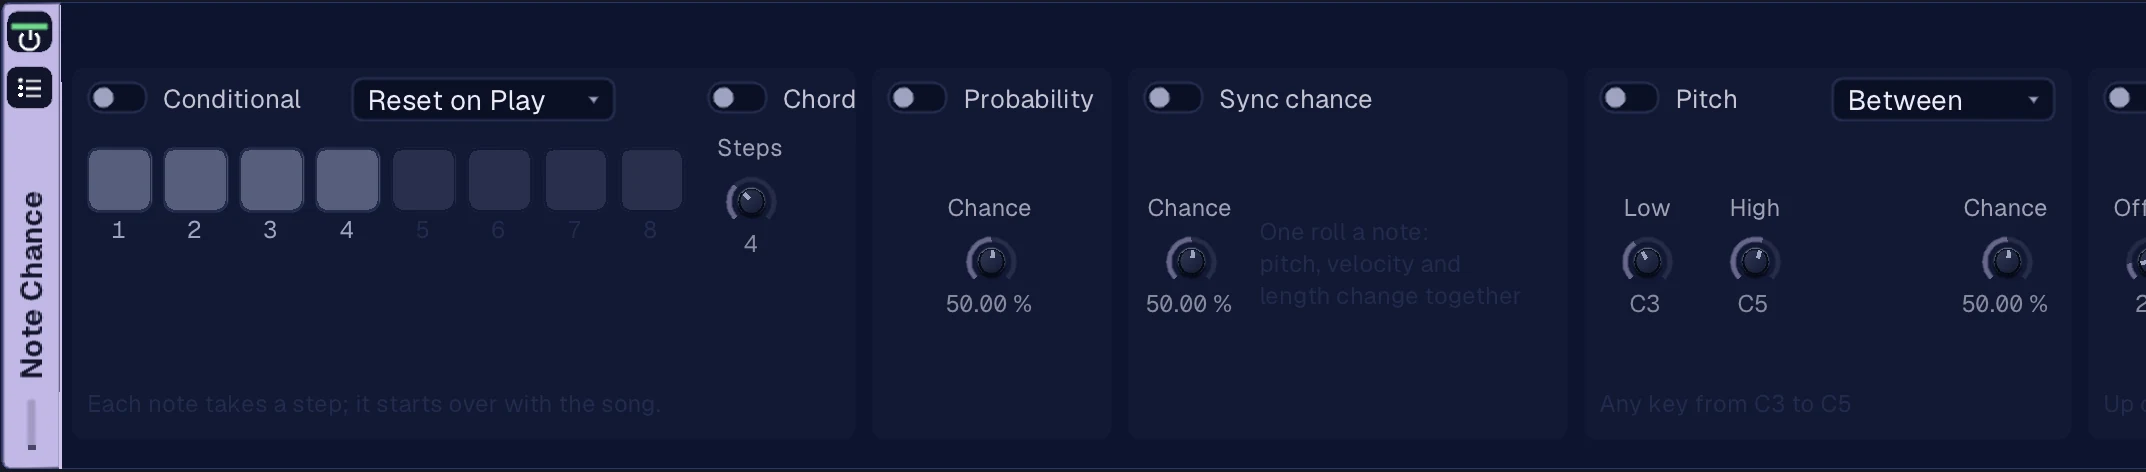 Note Chance
Conditional
Reset on Play
Chord
Steps
4
1 2 3 4 5 6 7 8
Each note takes a step; it starts over with the song.
Probability
Chance
50.00 %
Sync chance
Chance
50.00 %
One roll a note:
pitch, velocity and
length change together
Pitch
Between
Low
C3
High
C5
Chance
50.00 %
Any key from C3 to C5
Off
2
Up